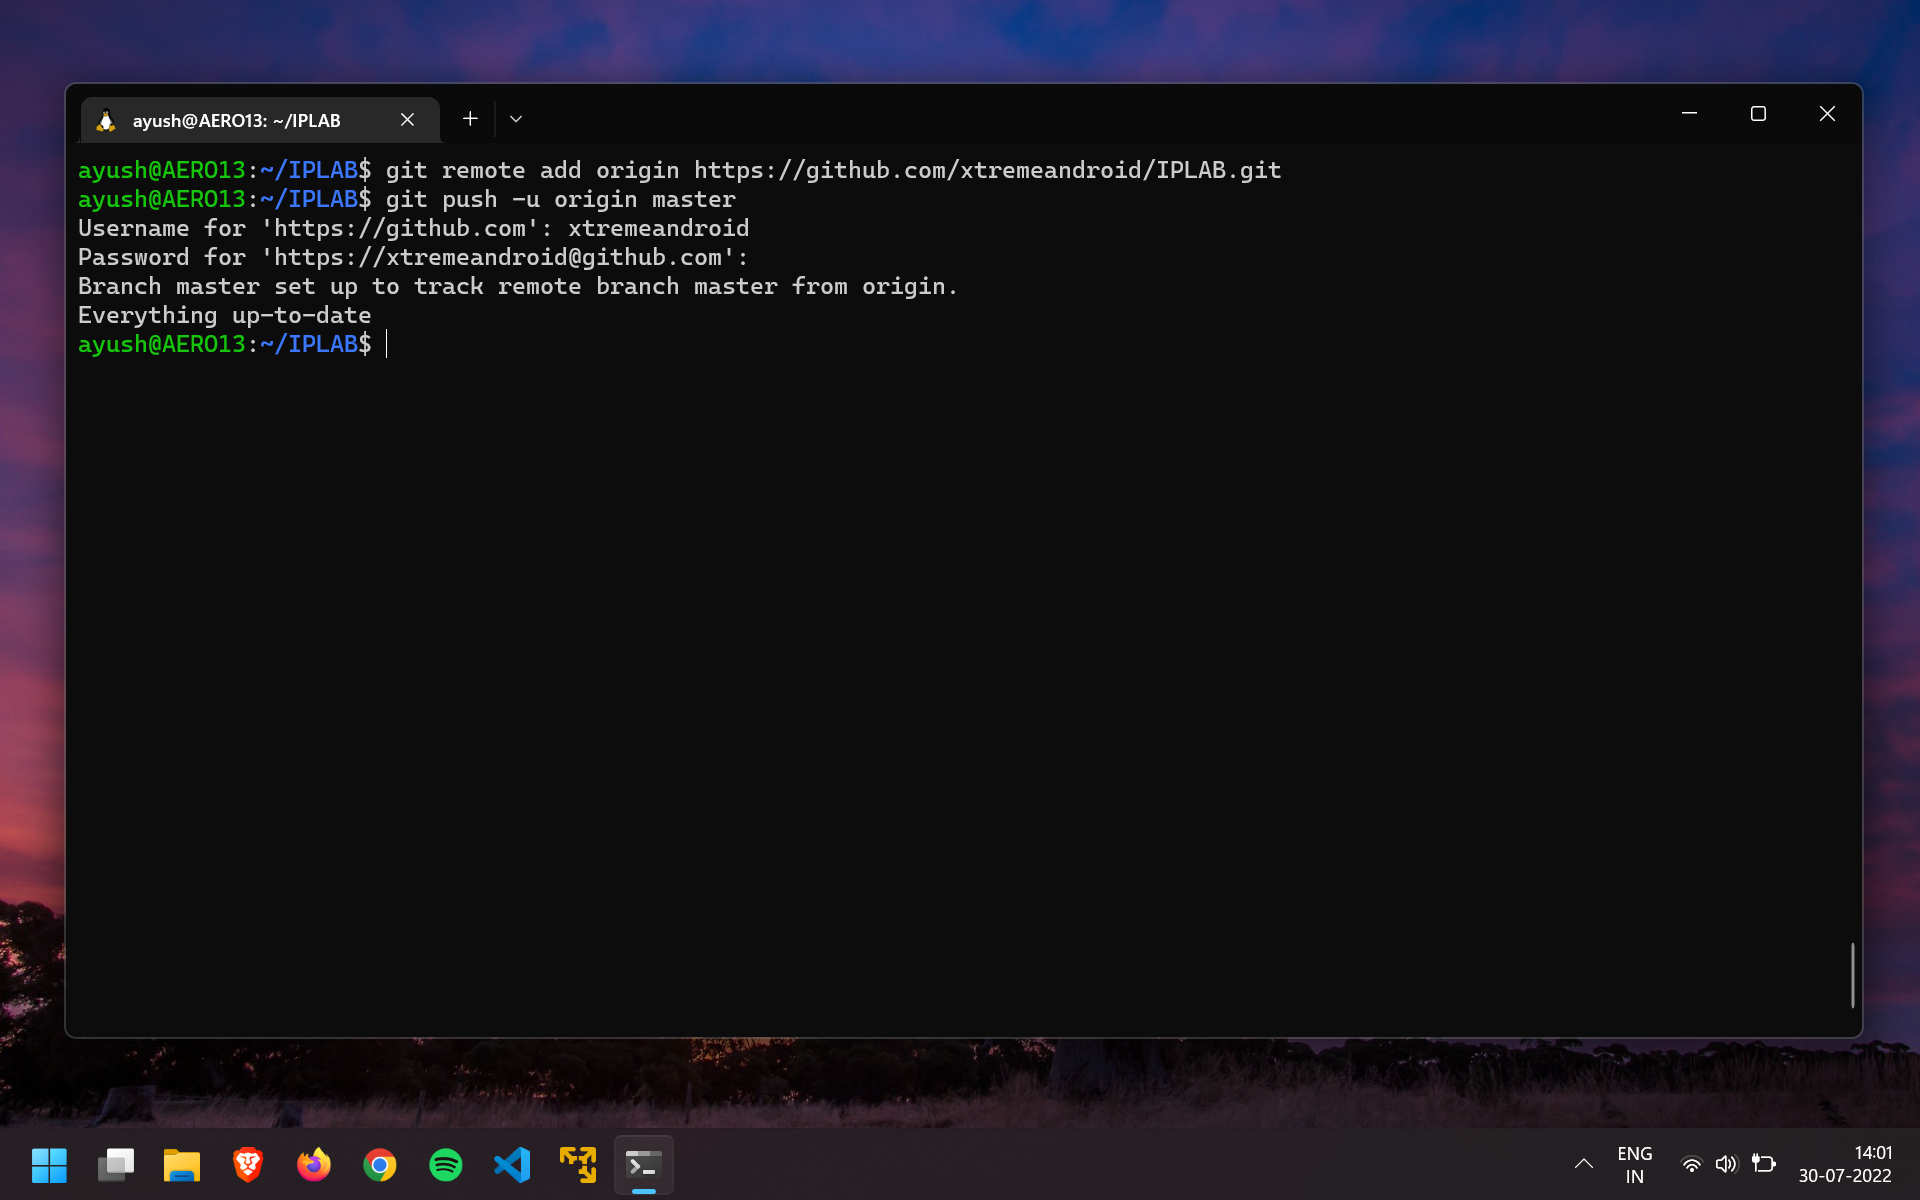 ayush@AERO13: ~/IPLAB
ayush@AERO13:~/IPLAB$ git remote add origin https://github.com/xtremeandroid/IPLAB.git
ayush@AERO13:~/IPLAB$ git push -u origin master
Username for 'https://github.com': xtremeandroid
Password for 'https://xtremeandroid@github.com':
Branch master set up to track remote branch master from origin.
Everything up-to-date
ayush@AERO13:~/IPLAB$
ENG
IN
14:01
30-07-2022